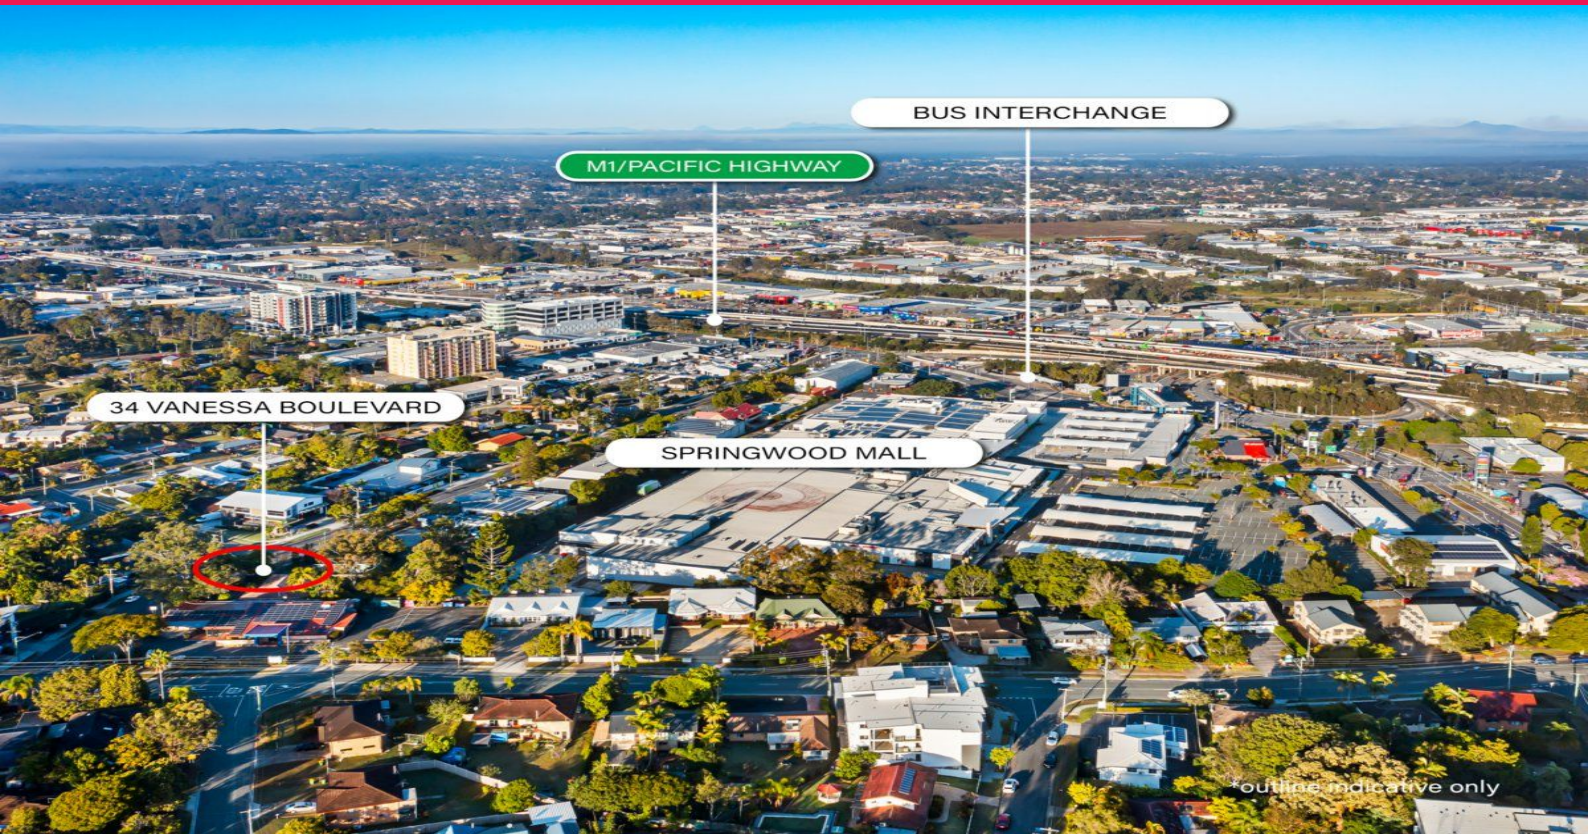 BUS INTERCHANGE
M1/PACIFIC HIGHWAY
34 VANESSA BOULEVARD
SPRINGWOOD MALL
*outline indicative only